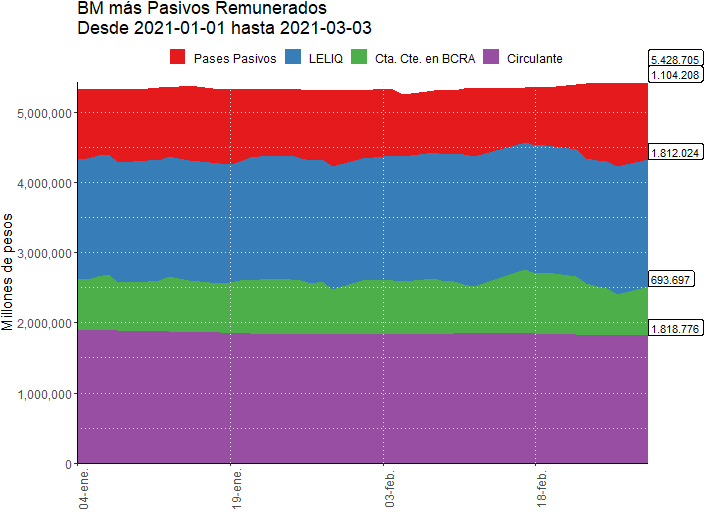 BM más Pasivos Remunerados
Desde 2021-01-01 hasta 2021-03-03
Pases Pasivos
LELIQ
Cta. Cte. en BCRA
Circulante
5.428.705
1.104.208
1.812.024
693.697
1.818.776
Millones de pesos
5,000,000
4,000,000
3,000,000
2,000,000
1,000,000
0
04-ene.
19-ene.
03-feb.
18-feb.